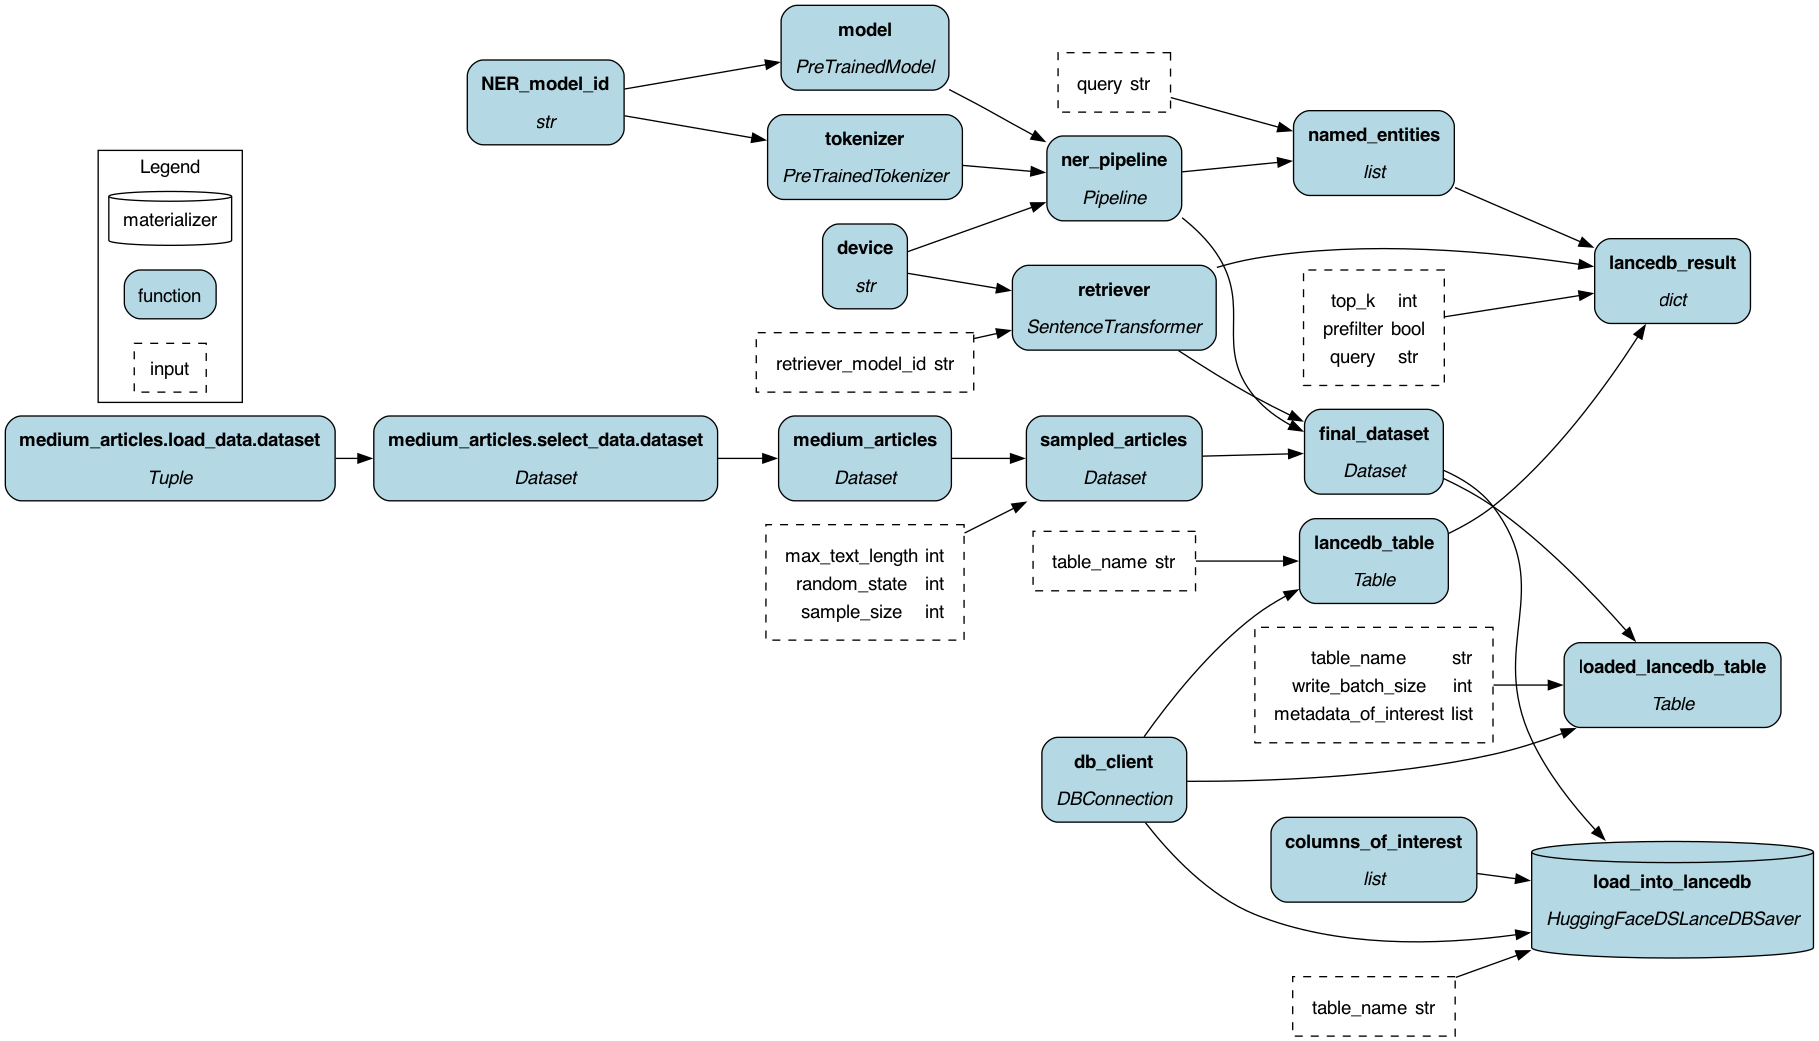 model
PreTrainedModel
NER_model_id
str
query str
tokenizer
PreTrainedTokenizer
named_entities
list
ner_pipeline
Pipeline
Legend
materializer
function
input
device
str
retriever
SentenceTransformer
lancedb_result
dict
top_k int
prefilter bool
query str
retriever_model_id str
medium_articles.load_data.dataset
Tuple
medium_articles.select_data.dataset
Dataset
medium_articles
Dataset
sampled_articles
Dataset
final_dataset
Dataset
max_text_length int
random_state int
sample_size int
table_name str
lancedb_table
Table
table_name str
write_batch_size int
metadata_of_interest list
loaded_lancedb_table
Table
db_client
DBConnection
columns_of_interest
list
load_into_lancedb
HuggingFaceDSLanceDBSaver
table_name str